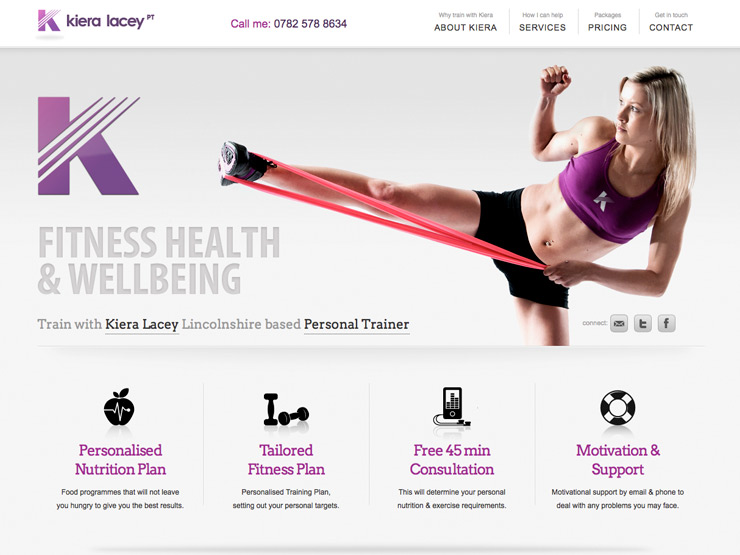 kiera lacey PT
Call me: 0782 578 8634
Why train with Kiera
ABOUT KIERA
How I can help
SERVICES
Packages
PRICING
Get in touch
CONTACT
K
FITNESS HEALTH
& WELLBEING
K
Train with Kiera Lacey Lincolnshire based Personal Trainer
connect:
t
f
Personalised
Nutrition Plan
Food programmes that will not leave
you hungry to give you the best results.
Tailored
Fitness Plan
Personalised Training Plan,
setting out your personal targets.
Free 45 min
Consultation
This will determine your personal
nutrition & exercise requirements.
Motivation &
Support
Motivational support by email & phone to
deal with any problems you may face.